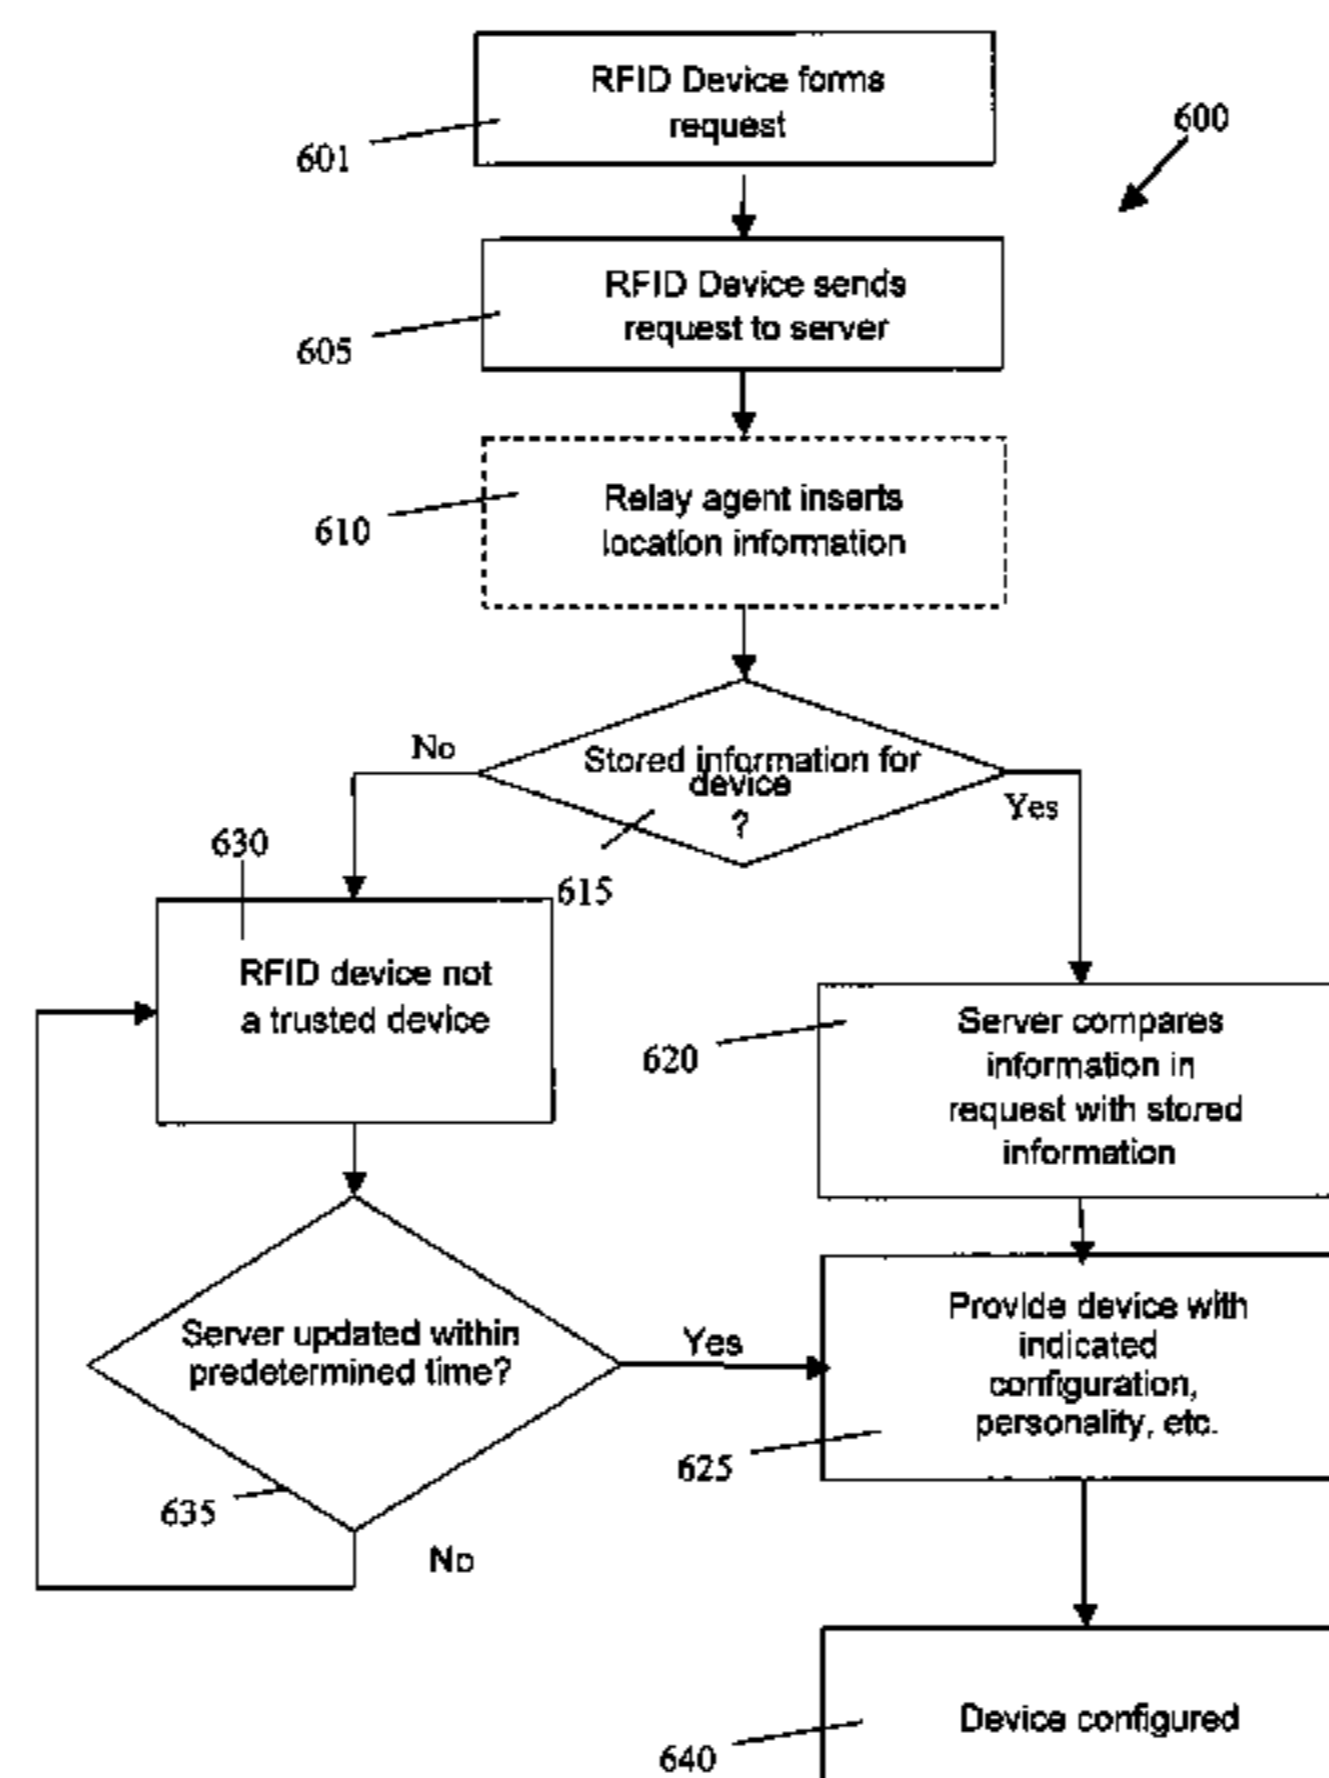 RFID Device forms
request
601
600
RFID Device sends
request to server
605
Relay agent inserts
location information
610
No
Stored information for
device
?
Yes
615
630
RFID device not
a trusted device
Server compares
information in
request with stored
information
620
Server updated within
predetermined time?
Yes
Provide device with
indicated
configuration,
personality, etc.
625
635
No
Device configured
640